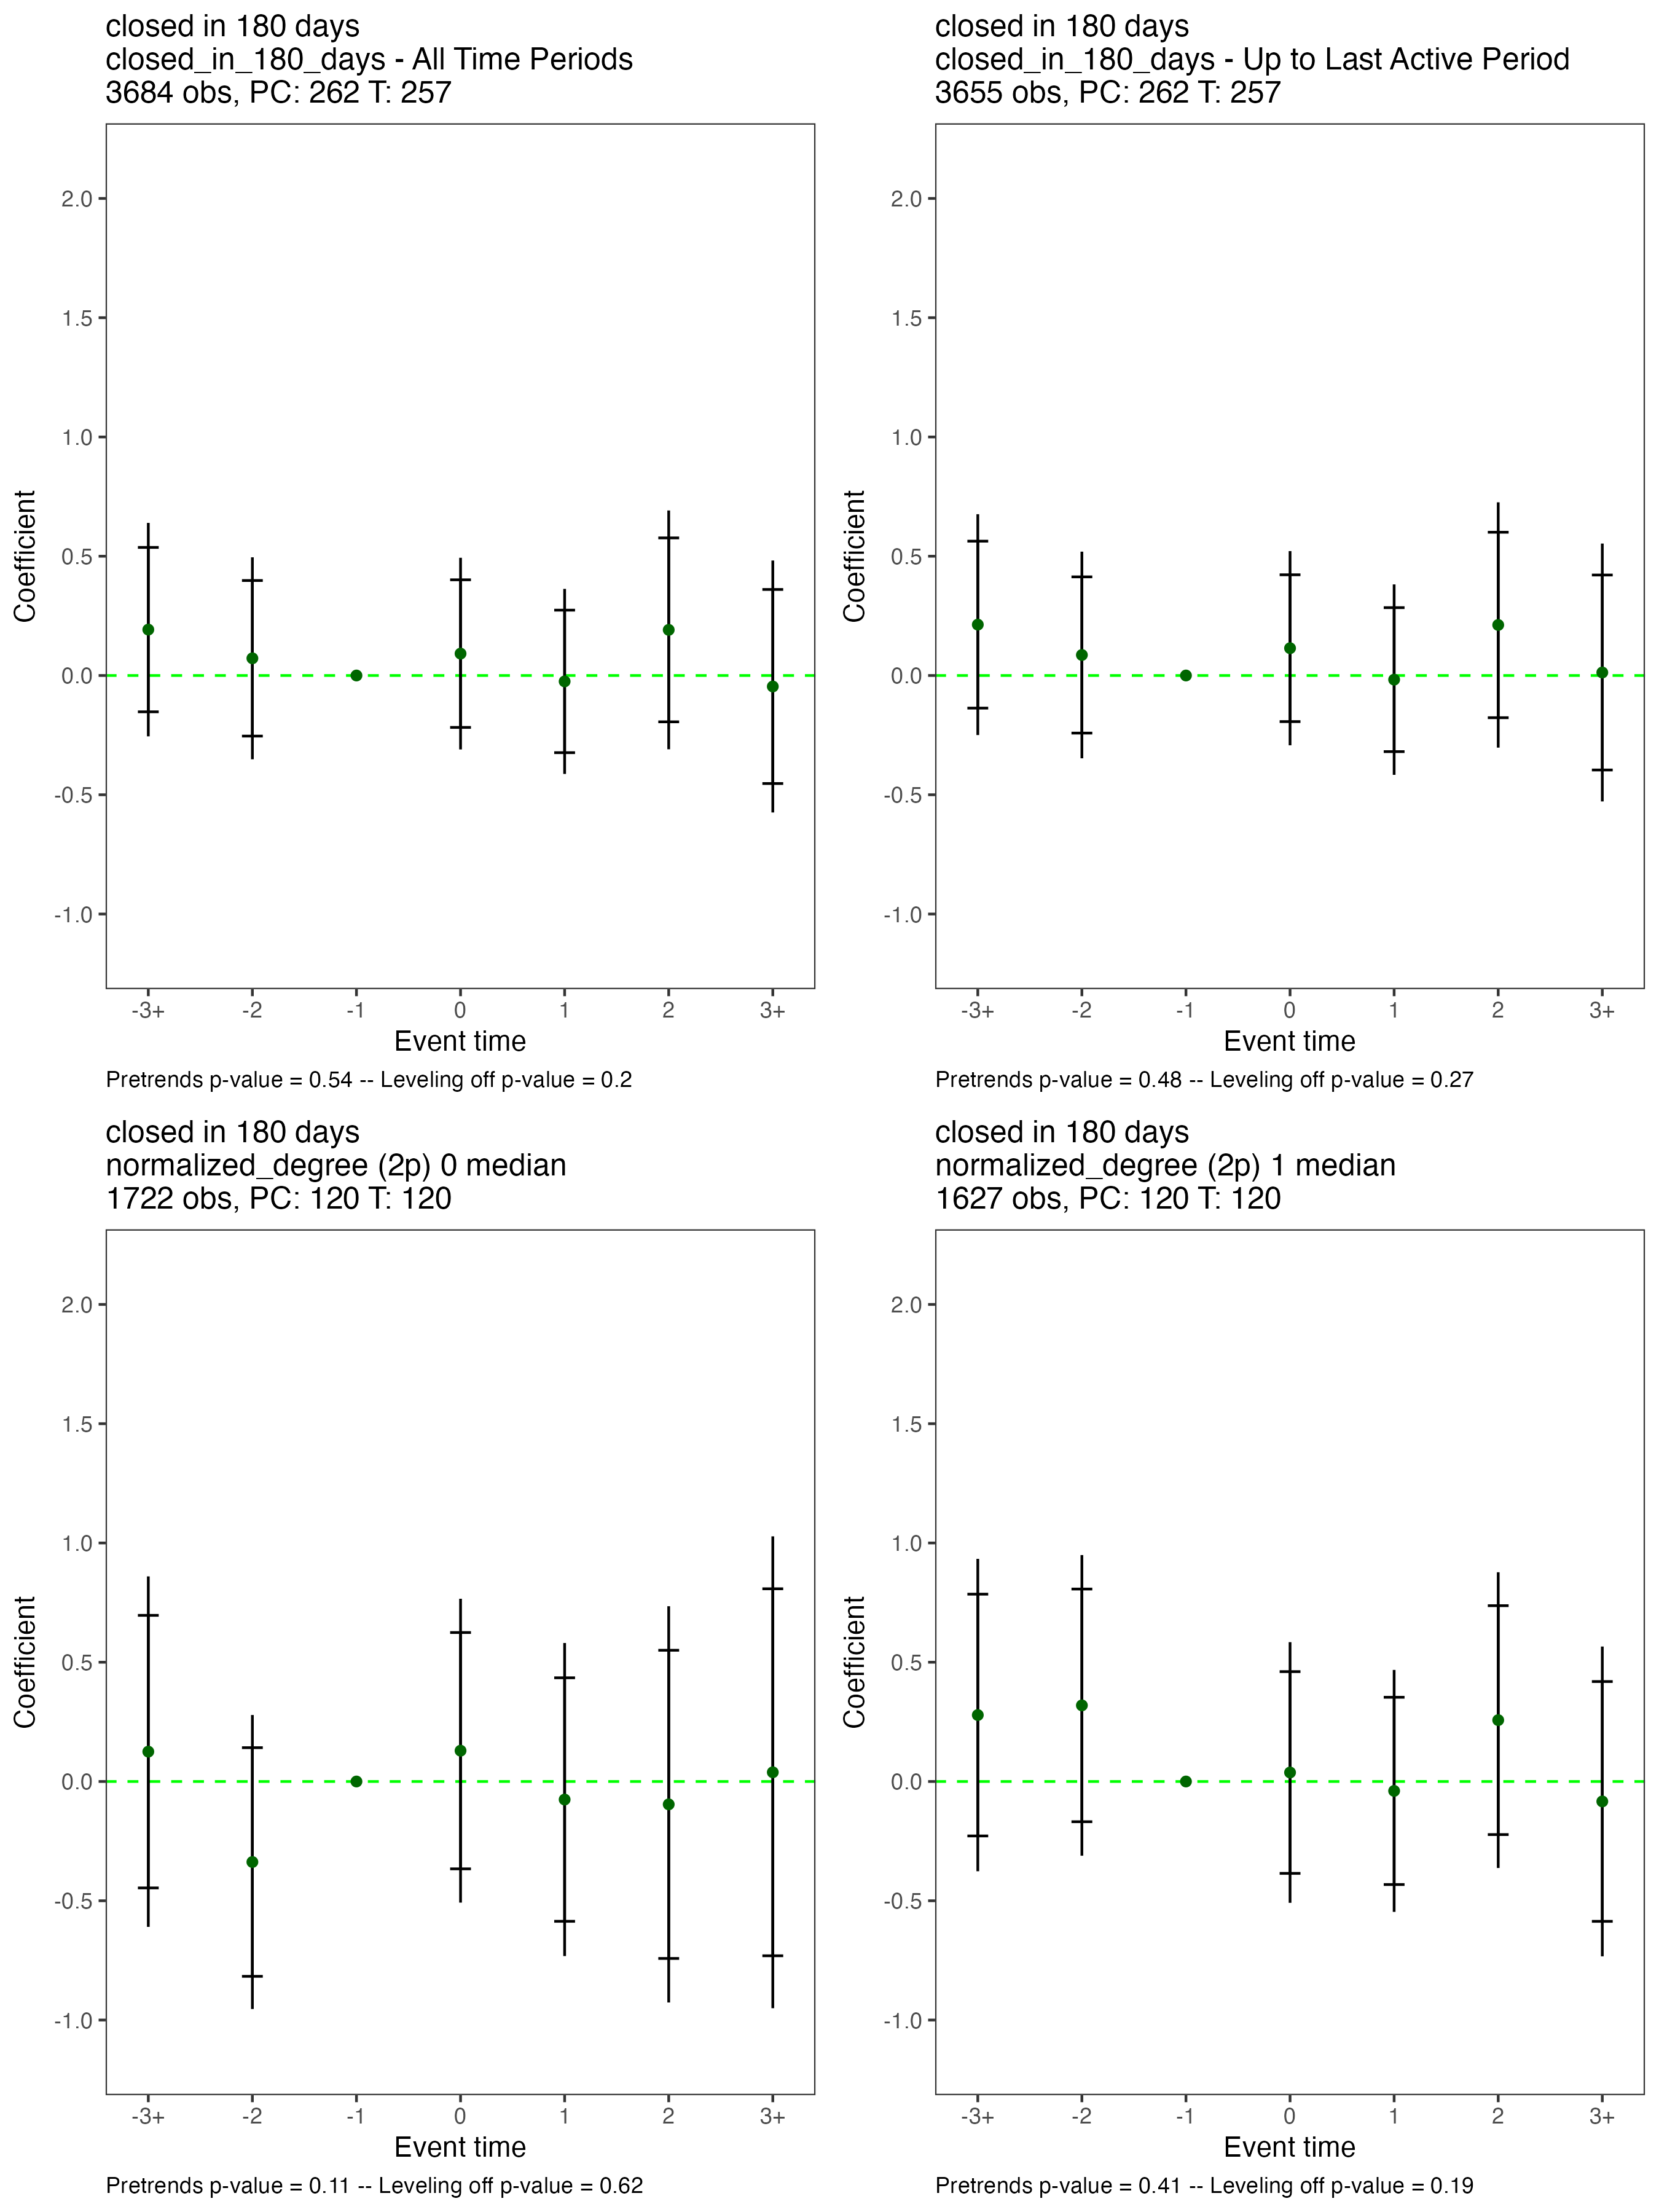 closed in 180 days
closed_in_180_days - All Time Periods
3684 obs, PC: 262 T: 257
Coefficient
2.0
1.5
1.0
0.5
0.0
-0.5
-1.0
-3+ -2 -1 0 1 2 3+
Event time
Pretrends p-value = 0.54 -- Leveling off p-value = 0.2
closed in 180 days
closed_in_180_days - Up to Last Active Period
3655 obs, PC: 262 T: 257
Coefficient
2.0
1.5
1.0
0.5
0.0
-0.5
-1.0
-3+ -2 -1 0 1 2 3+
Event time
Pretrends p-value = 0.48 -- Leveling off p-value = 0.27
closed in 180 days
normalized_degree (2p) 0 median
1722 obs, PC: 120 T: 120
Coefficient
2.0
1.5
1.0
0.5
0.0
-0.5
-1.0
-3+ -2 -1 0 1 2 3+
Event time
Pretrends p-value = 0.11 -- Leveling off p-value = 0.62
closed in 180 days
normalized_degree (2p) 1 median
1627 obs, PC: 120 T: 120
Coefficient
2.0
1.5
1.0
0.5
0.0
-0.5
-1.0
-3+ -2 -1 0 1 2 3+
Event time
Pretrends p-value = 0.41 -- Leveling off p-value = 0.19